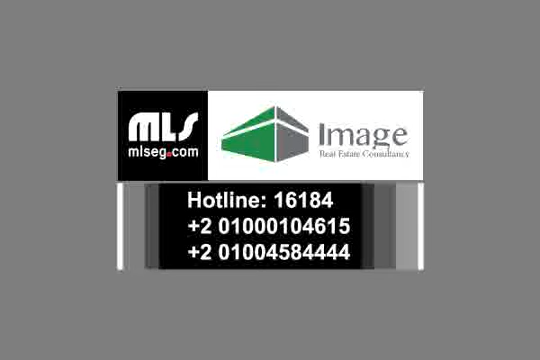 MLS
mlseg.com
Image
Real Estate Consultancy
Hotline: 16184
+2 01000104615
+2 01004584444